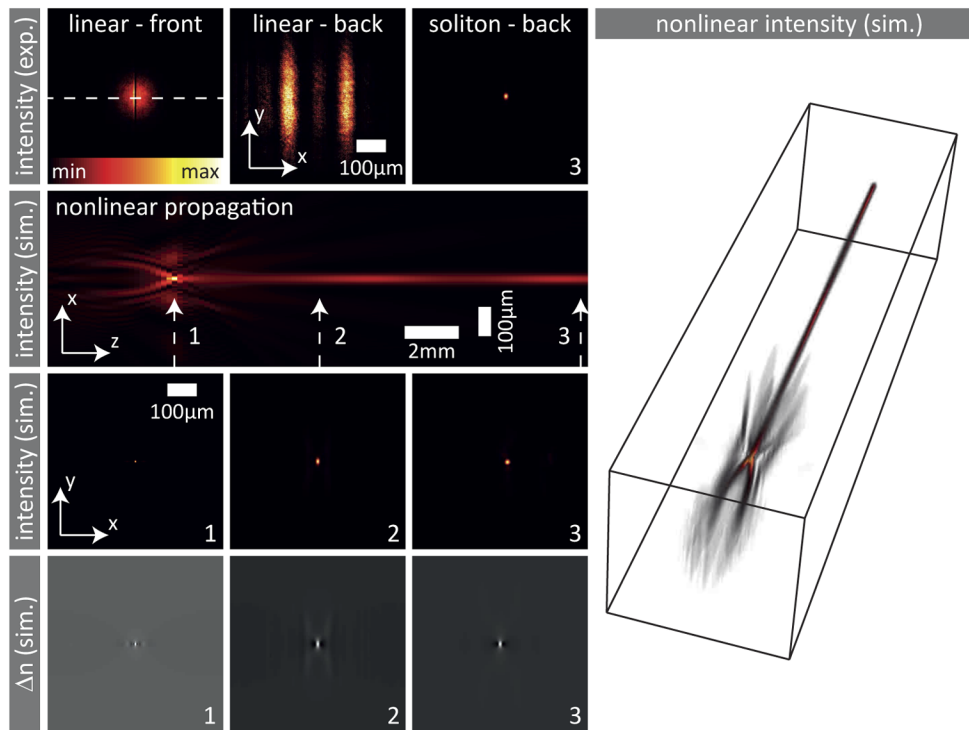 linear - front
linear - back
soliton - back
nonlinear intensity (sim.)
intensity (exp.)
min
max
y
x
100μm
3
intensity (sim.)
nonlinear propagation
x
z
1
2
3
2mm
100μm
intensity (sim.)
100μm
y
x
1
2
3
Δn (sim.)
1
2
3